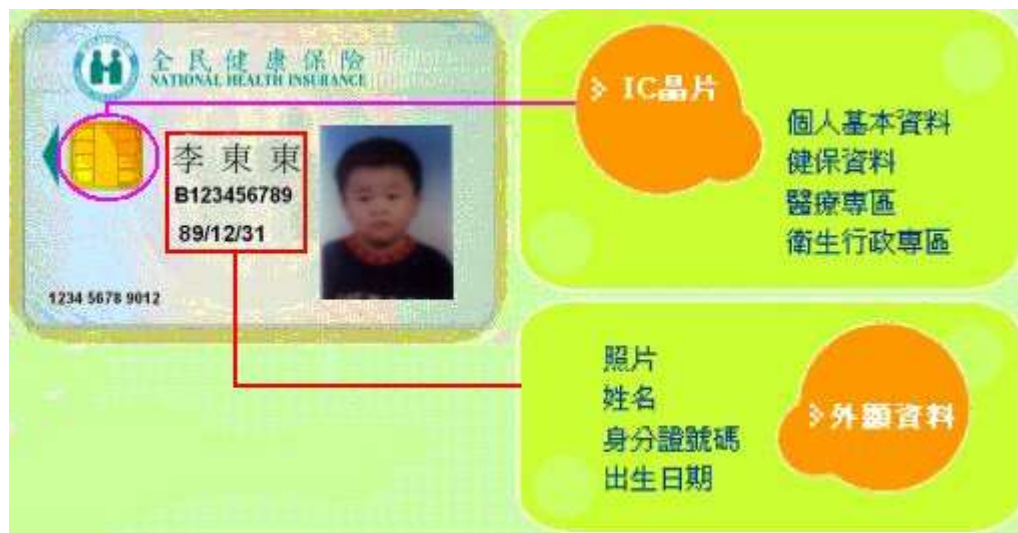 全民健康保險
NATIONAL HEALTH INSURANCE
李東東
B123456789
89/12/31
1234 5678 9012
IC晶片
個人基本資料
健保資料
醫療專區
衛生行政專區
照片
姓名
身分證號碼
出生日期
外顯資料